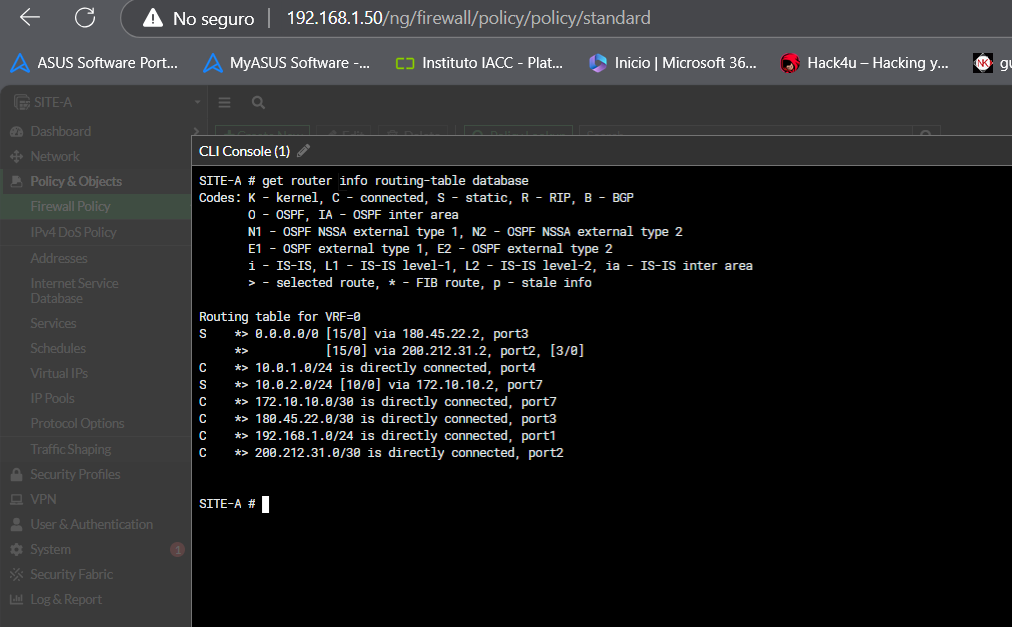 No seguro | 192.168.1.50/ng/firewall/policy/policy/standard
ASUS Software Port... MyASUS Software -... Instituto IACC - Plat... Inicio | Microsoft 36... Hack4u – Hacking y... NK gu
SITE-A
Dashboard
Create New Edit Delete Policy Lookup Search
Network
CLI Console (1)
Policy & Objects
Firewall Policy
IPv4 DoS Policy
Addresses
Internet Service
Database
Services
Schedules
Virtual IPs
IP Pools
Protocol Options
Traffic Shaping
Security Profiles
VPN
User & Authentication
System 1
Security Fabric
Log & Report
SITE-A # get router info routing-table database
Codes: K - kernel, C - connected, S - static, R - RIP, B - BGP
O - OSPF, IA - OSPF inter area
N1 - OSPF NSSA external type 1, N2 - OSPF NSSA external type 2
E1 - OSPF external type 1, E2 - OSPF external type 2
i - IS-IS, L1 - IS-IS level-1, L2 - IS-IS level-2, ia - IS-IS inter area
> - selected route, * - FIB route, p - stale info
Routing table for VRF=0
S *> 0.0.0.0/0 [15/0] via 180.45.22.2, port3
*> [15/0] via 200.212.31.2, port2, [3/0]
C *> 10.0.1.0/24 is directly connected, port4
S *> 10.0.2.0/24 [10/0] via 172.10.10.2, port7
C *> 172.10.10.0/30 is directly connected, port7
C *> 180.45.22.0/30 is directly connected, port3
C *> 192.168.1.0/24 is directly connected, port1
C *> 200.212.31.0/30 is directly connected, port2
SITE-A #